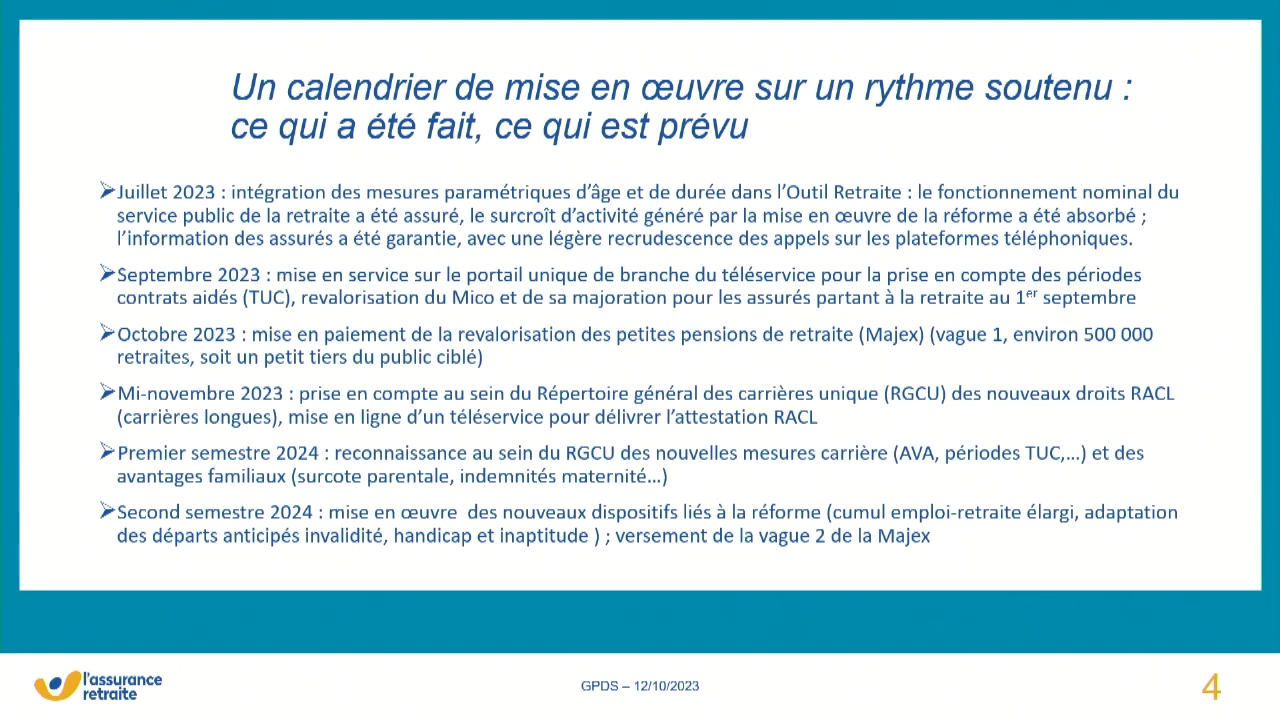 Un calendrier de mise en œuvre sur un rythme soutenu :
ce qui a été fait, ce qui est prévu
➢Juillet 2023 : intégration des mesures paramétriques d’âge et de durée dans l’Outil Retraite : le fonctionnement nominal du
service public de la retraite a été assuré, le surcroît d’activité généré par la mise en œuvre de la réforme a été absorbé ;
l’information des assurés a été garantie, avec une légère recrudescence des appels sur les plateformes téléphoniques.
➢Septembre 2023 : mise en service sur le portail unique de branche du téléservice pour la prise en compte des périodes
contrats aidés (TUC), revalorisation du Mico et de sa majoration pour les assurés partant à la retraite au 1er septembre
➢Octobre 2023 : mise en paiement de la revalorisation des petites pensions de retraite (Majex) (vague 1, environ 500 000
retraites, soit un petit tiers du public ciblé)
➢Mi-novembre 2023 : prise en compte au sein du Répertoire général des carrières unique (RGCU) des nouveaux droits RACL
(carrières longues), mise en ligne d’un téléservice pour délivrer l’attestation RACL
➢Premier semestre 2024 : reconnaissance au sein du RGCU des nouvelles mesures carrière (AVA, périodes TUC,…) et des
avantages familiaux (surcote parentale, indemnités maternité…)
➢Second semestre 2024 : mise en œuvre  des nouveaux dispositifs liés à la réforme (cumul emploi-retraite élargi, adaptation
des départs anticipés invalidité, handicap et inaptitude ) ; versement de la vague 2 de la Majex
l’assurance
retraite
GPDS – 12/10/2023
4